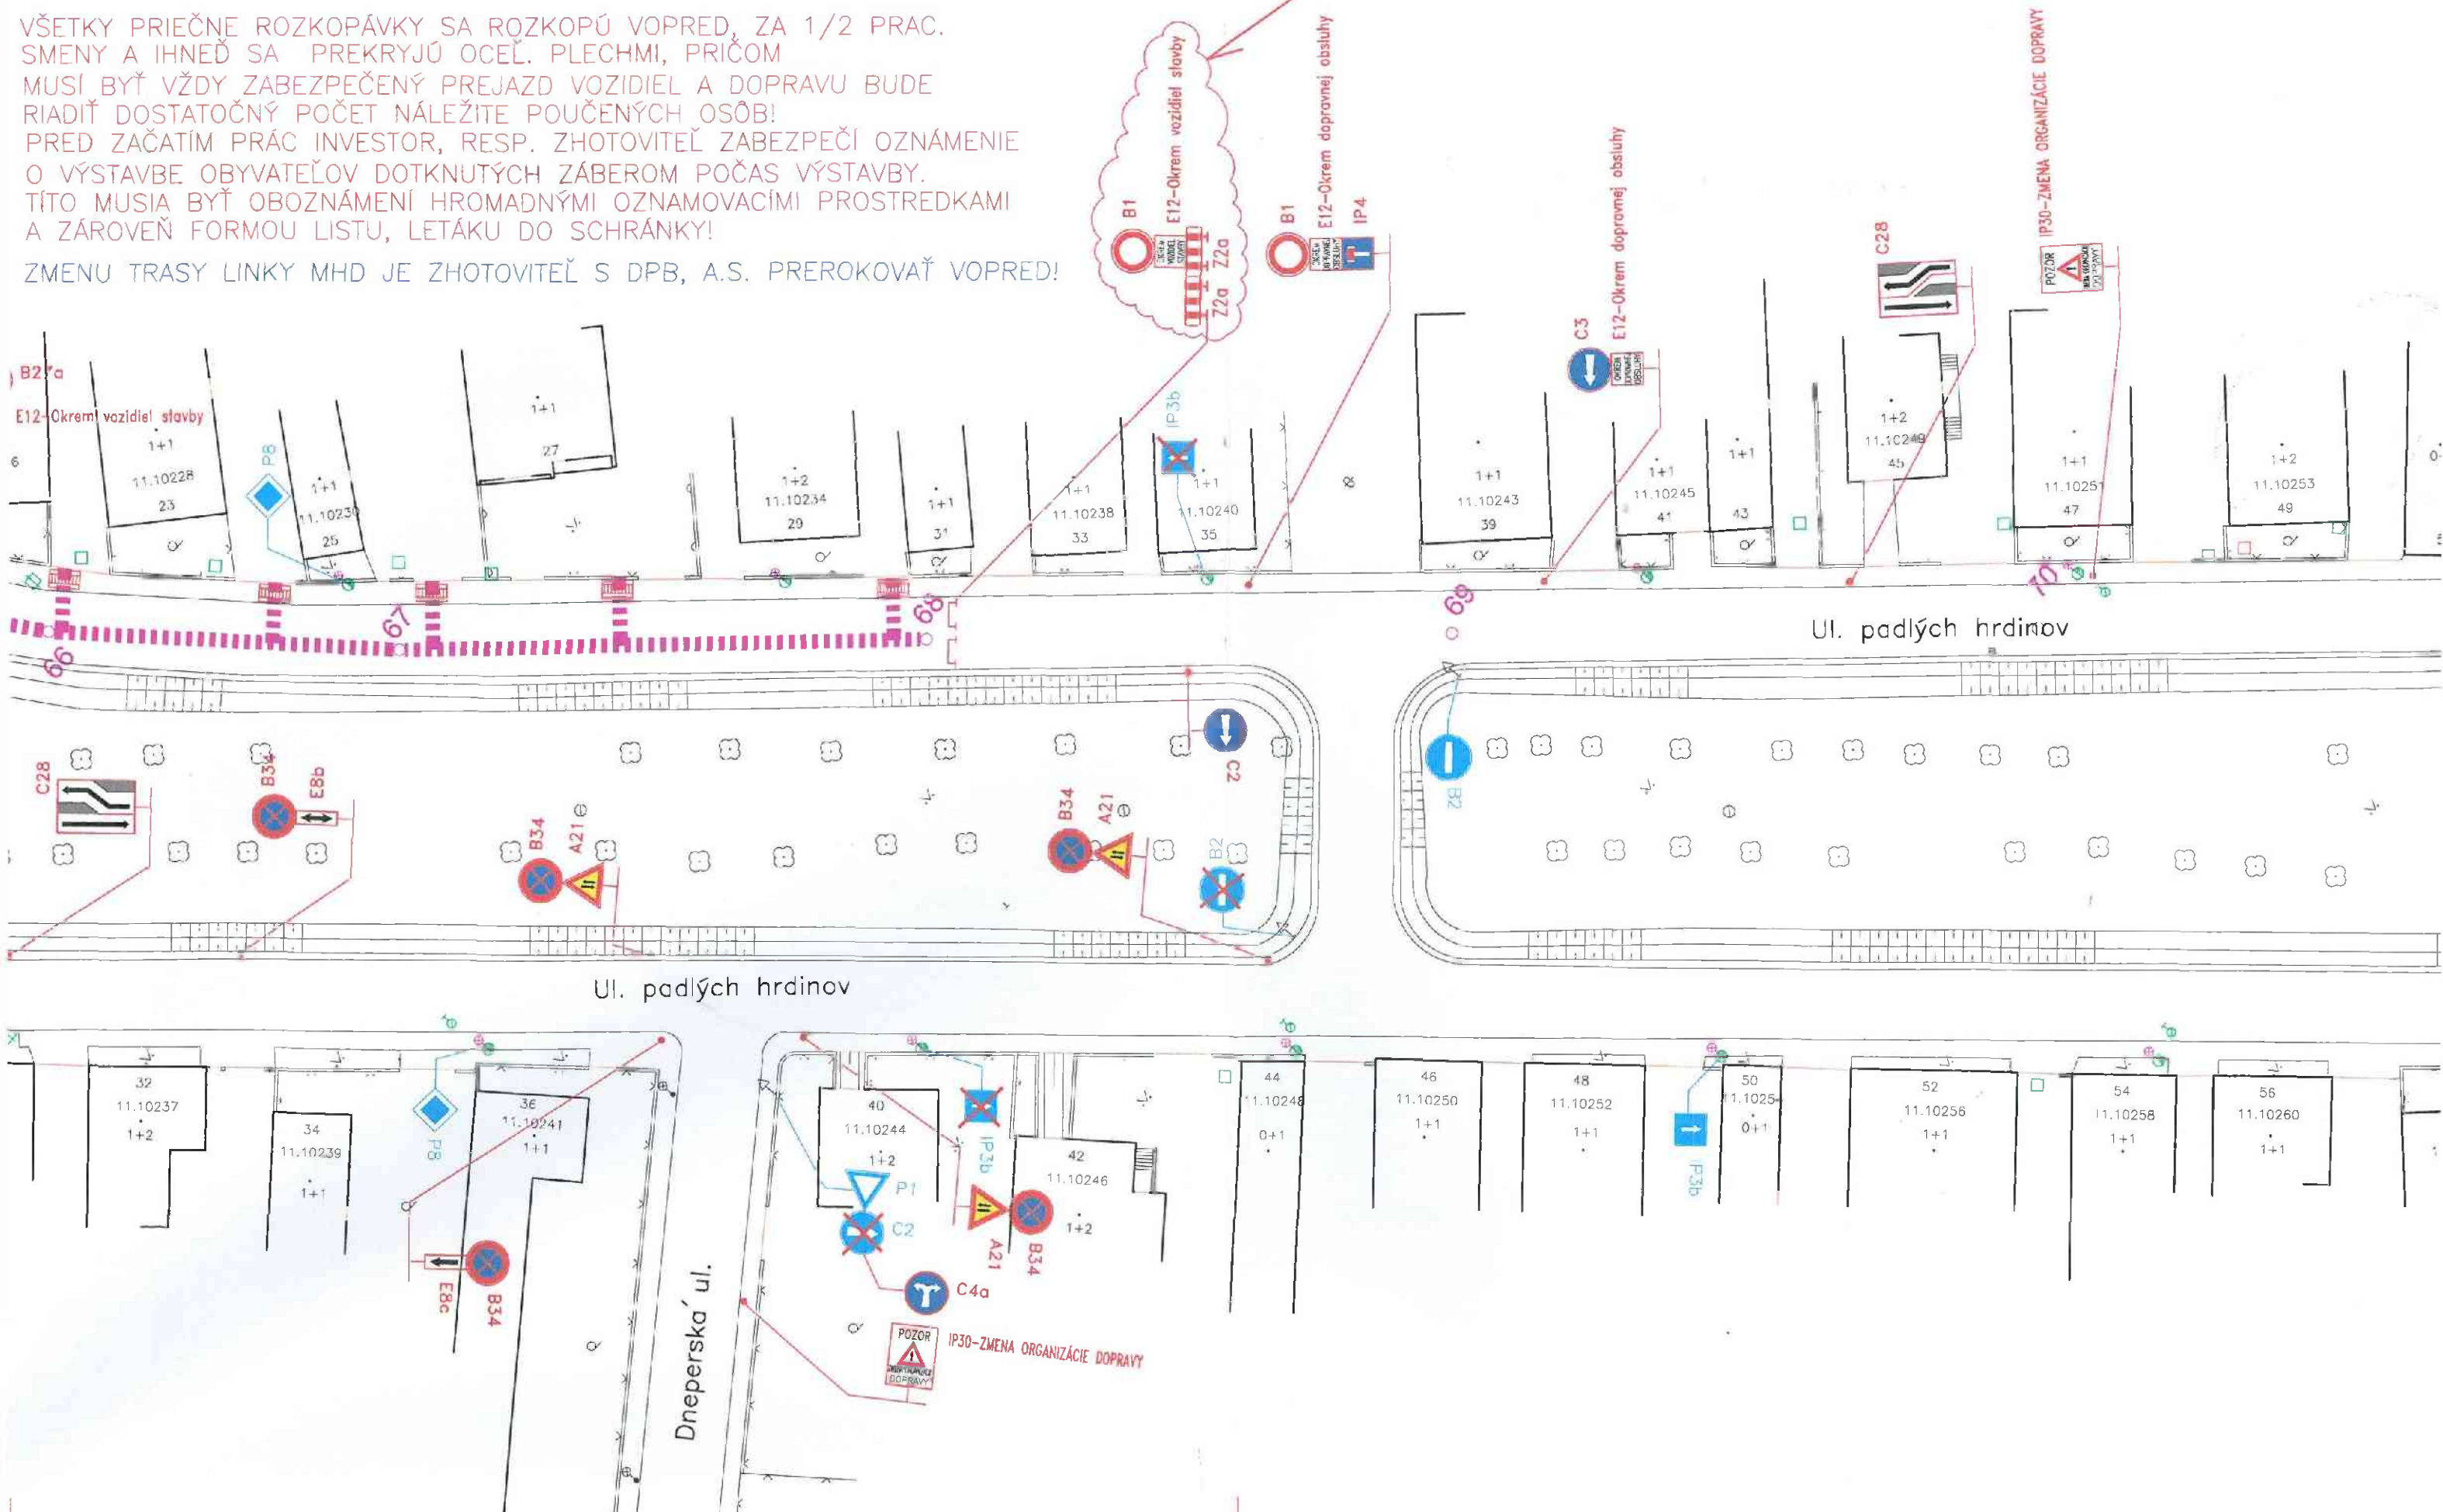 VŠETKY PRIEČNE ROZKOPÁVKY SA ROZKOPÚ VOPRED, ZA 1/2 PRAC.
SMENY A IHNEĎ SA PREKRYJÚ OCEĽ. PLECHMI, PRIČOM
MUSÍ BYŤ VŽDY ZABEZPEČENÝ PREJAZD VOZIDIEL A DOPRAVU BUDE
RIADIŤ DOSTATOČNÝ POČET NÁLEŽITE POUČENÝCH OSÔB!
PRED ZAČATÍM PRÁC INVESTOR, RESP. ZHOTOVITEĽ ZABEZPEČÍ OZNÁMENIE
O VÝSTAVBE OBYVATEĽOV DOTKNUTÝCH ZÁBEROM POČAS VÝSTAVBY.
TÍTO MUSIA BYŤ OBOZNÁMENÍ HROMADNÝMI OZNAMOVACÍMI PROSTREDKAMI
A ZÁROVEŇ FORMOU LISTU, LETÁKU DO SCHRÁNKY!
ZMENU TRASY LINKY MHD JE ZHOTOVITEĽ S DPB, A.S. PREROKOVAŤ VOPRED!
B1
E12-Okrem vozidiel stavby
Z2a
Z2a
B1
E12-Okrem dopravnej obsluhy
IP4
C3
E12-Okrem dopravnej obsluhy
C28
IP30-ZMENA ORGANIZÁCIE DOPRAVY
POZOR
E12-Okrem vozidiel stavby
6
1+1
11.10228
23
P8
1+1
11.10230
25
1+1
27
1+2
11.10234
29
1+1
31
1+1
11.10238
33
IP3b
1+1
11.10240
35
1+1
11.10243
39
1+1
11.10245
41
1+1
43
1+2
11.10249
45
1+1
11.10251
47
1+2
11.10253
49
66
67
68
69
70
Ul. padlých hrdinov
C28
B34
E8b
B34
A21
B34
A21
C2
B2
B2
Ul. padlých hrdinov
32
11.10237
1+2
34
11.10239
1+1
P8
36
11.10241
1+1
E8c
B34
Dneperská ul.
40
11.10244
1+2
P1
C2
C4a
POZOR
DOPRAVY
IP30-ZMENA ORGANIZÁCIE DOPRAVY
IP3b
A21
B34
42
11.10246
1+2
44
11.10248
0+1
46
11.10250
1+1
48
11.10252
1+1
IP3b
50
11.1025
0+1
52
11.10256
1+1
54
11.10258
1+1
56
11.10260
1+1